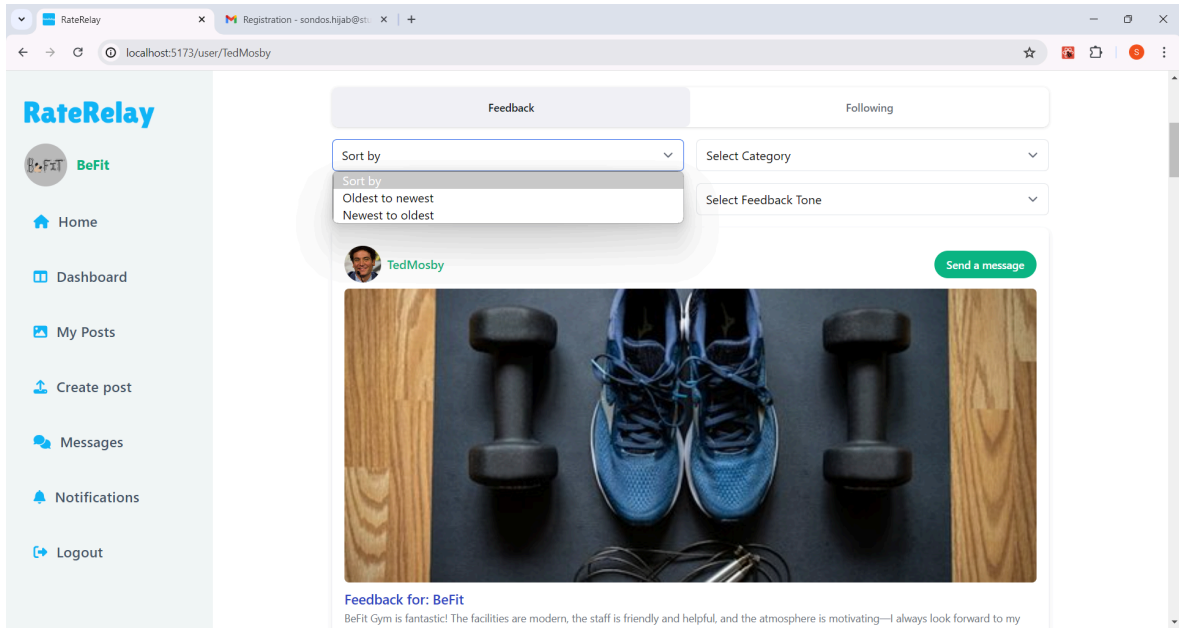 RateRelay
Registration - sondos.hijab@stu
localhost:5173/user/TedMosby
S
RateRelay
BeFiT
BeFit
Home
Dashboard
My Posts
Create post
Messages
Notifications
Logout
Feedback
Following
Sort by
Select Category
Sort by
Oldest to newest
Newest to oldest
Select Feedback Tone
TedMosby
Send a message
Feedback for: BeFit
BeFit Gym is fantastic! The facilities are modern, the staff is friendly and helpful, and the atmosphere is motivating—I always look forward to my